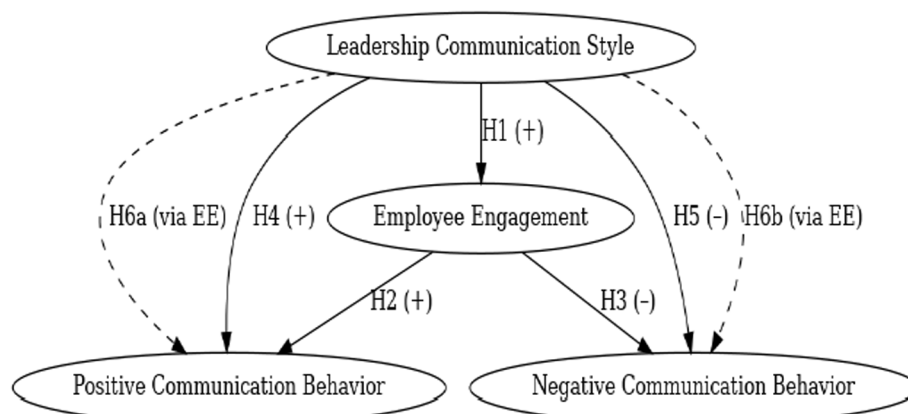 Leadership Communication Style
H1 (+)
H6a (via EE)
H4 (+)
Employee Engagement
H5 (–)
H6b (via EE)
H2 (+)
H3 (–)
Positive Communication Behavior
Negative Communication Behavior